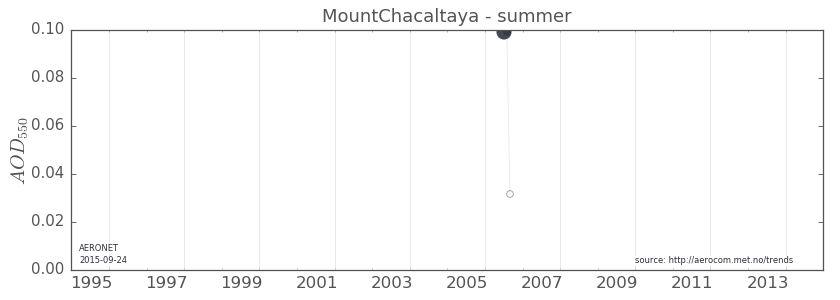 MountChacaltaya - summer
0.10
0.08
0.06
0.04
0.02
0.00
AOD550
AERONET
2015-09-24
source: http://aerocom.met.no/trends
1995 1997 1999 2001 2003 2005 2007 2009 2011 2013